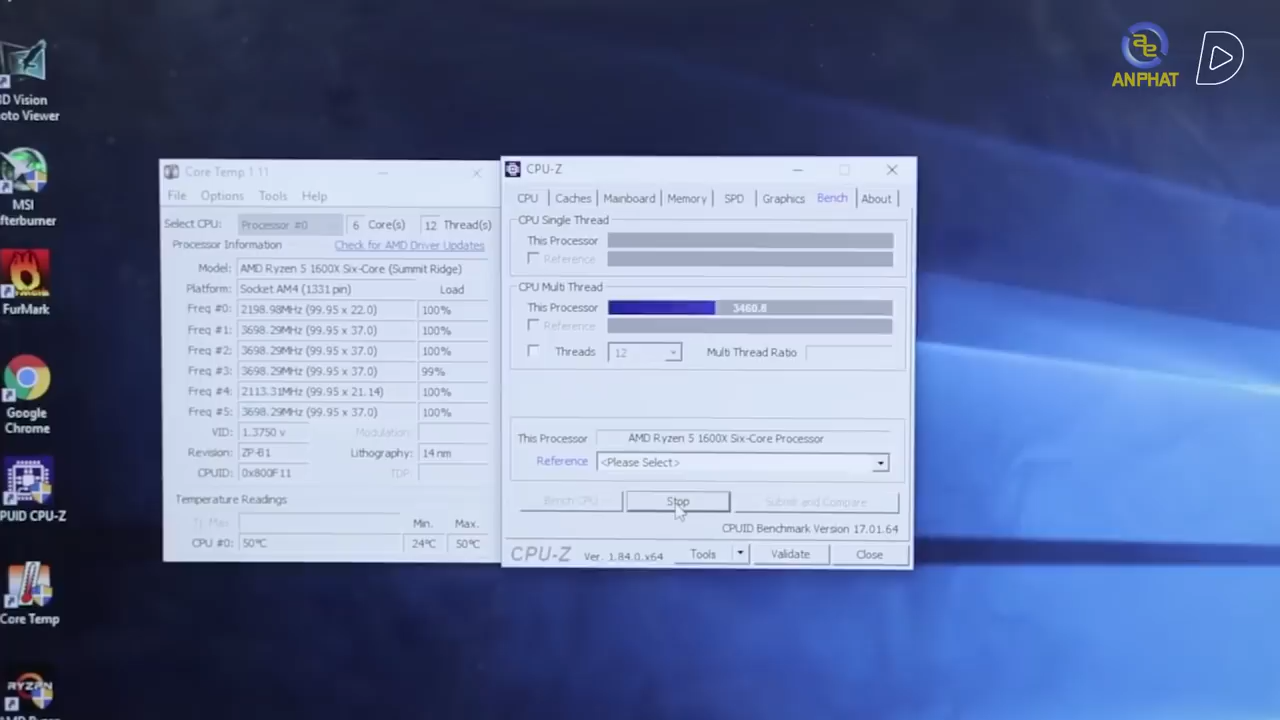 ANPHAT
D Vision
oto Viewer
MSI
fterburner
FurMark
Google
Chrome
PUID CPU-Z
Core Temp
RYZEN
Core Temp 1.11
File Options Tools Help
Select CPU: Processor #0 6 Core(s) 12 Thread(s)
Processor Information Check for AMD Driver Updates
Model: AMD Ryzen 5 1600X Six-Core (Summit Ridge)
Platform: Socket AM4 (1331 pin) Load
Freq #0: 2198.98MHz (99.95 x 22.0) 100%
Freq #1: 3698.29MHz (99.95 x 37.0) 100%
Freq #2: 3698.29MHz (99.95 x 37.0) 100%
Freq #3: 3698.29MHz (99.95 x 37.0) 99%
Freq #4: 2113.31MHz (99.95 x 21.14) 100%
Freq #5: 3698.29MHz (99.95 x 37.0) 100%
VID: 1.3750 v Modulation:
Revision: ZP-B1 Lithography: 14 nm
CPUID: 0x800F11 TDP:
Temperature Readings
Tj. Max: Min. Max.
CPU #0: 50°C 24°C 50°C
CPU-Z
CPU Caches Mainboard Memory SPD Graphics Bench About
CPU Single Thread
This Processor
Reference
CPU Multi Thread
This Processor 3460.6
Reference
Threads 12 Multi Thread Ratio
This Processor AMD Ryzen 5 1600X Six-Core Processor
Reference <Please Select>
Bench CPU Stop Submit and Compare
CPUID Benchmark Version 17.01.64
CPU-Z Ver. 1.84.0.x64 Tools Validate Close